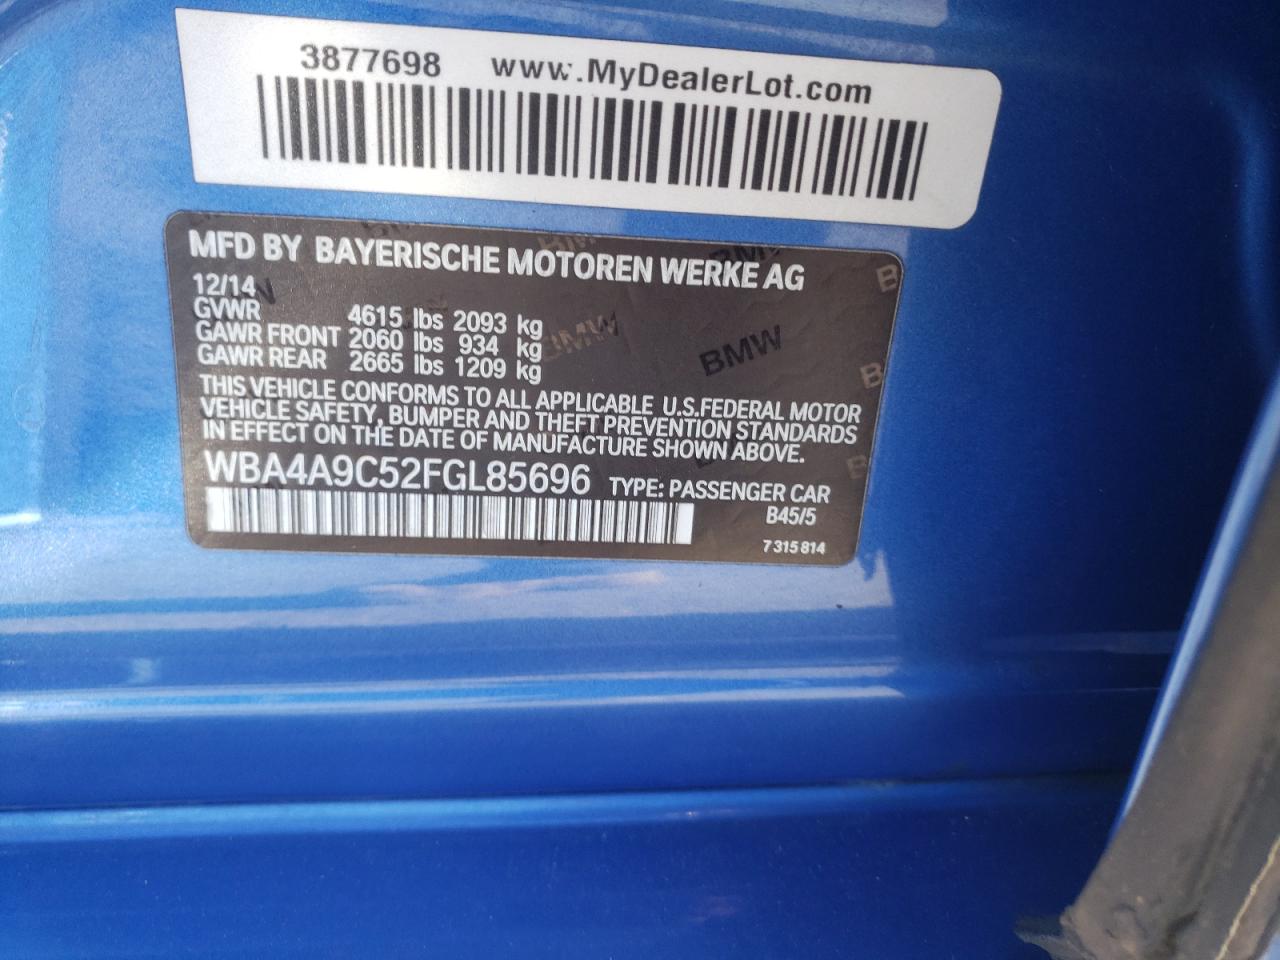 3877698 www.MyDealerLot.com
MFD BY BAYERISCHE MOTOREN WERKE AG
12/14
GVWR 4615 lbs 2093 kg
GAWR FRONT 2060 lbs 934 kg
GAWR REAR 2665 lbs 1209 kg
THIS VEHICLE CONFORMS TO ALL APPLICABLE U.S.FEDERAL MOTOR
VEHICLE SAFETY, BUMPER AND THEFT PREVENTION STANDARDS
IN EFFECT ON THE DATE OF MANUFACTURE SHOWN ABOVE.
WBA4A9C52FGL85696 TYPE: PASSENGER CAR
B45/5
7315814
BMW
BMW
BMW